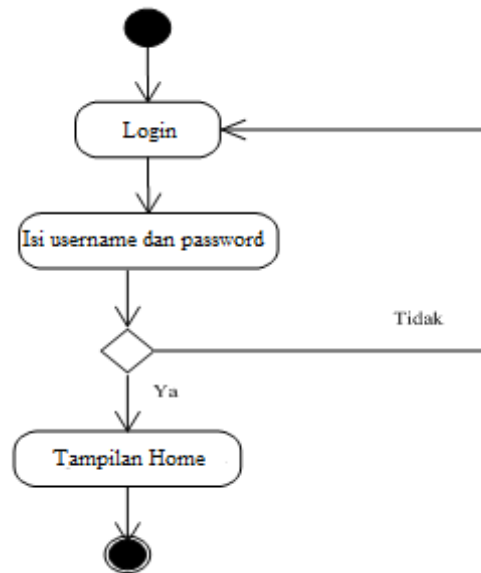 Login
Isi username dan password
Tidak
Ya
Tampilan Home